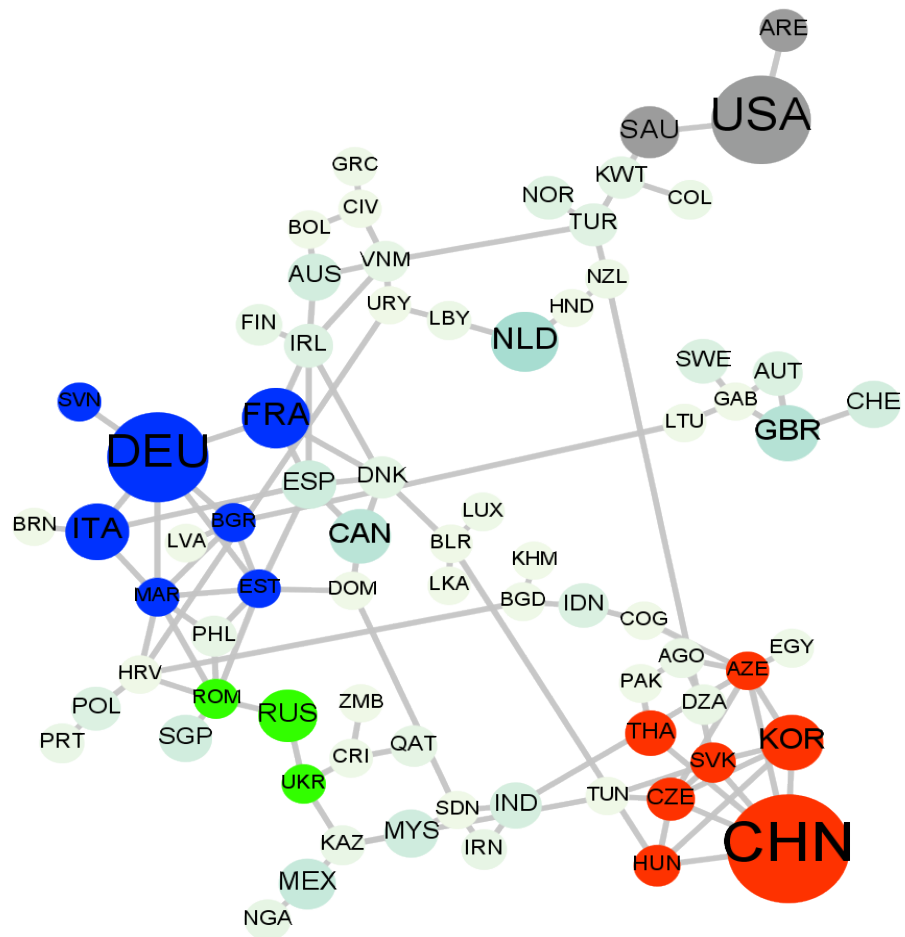 ARE
USA
SAU
GRC
KWT
NOR
COL
CIV
BOL
TUR
VNM
AUS
NZL
URY
HND
LBY
FIN
IRL
NLD
SWE
AUT
SVN
FRA
GAB
CHE
LTU
GBR
DEU
DNK
ESP
LUX
BRN
ITA
BGR
CAN
LVA
BLR
KHM
EST
LKA
DOM
MAR
BGD
IDN
COG
PHL
EGY
AGO
HRV
AZE
PAK
ROM
ZMB
DZA
POL
RUS
THA
KOR
PRT
SGP
CRI
QAT
SVK
UKR
TUN
CZE
IND
SDN
MYS
KAZ
IRN
CHN
HUN
MEX
NGA